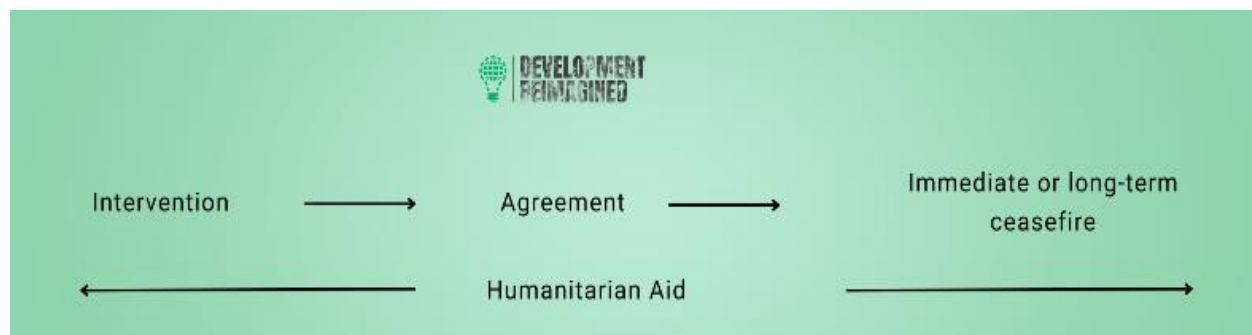 DEVELOPMENT
REIMAGINED
Intervention
Agreement
Immediate or long-term
ceasefire
Humanitarian Aid